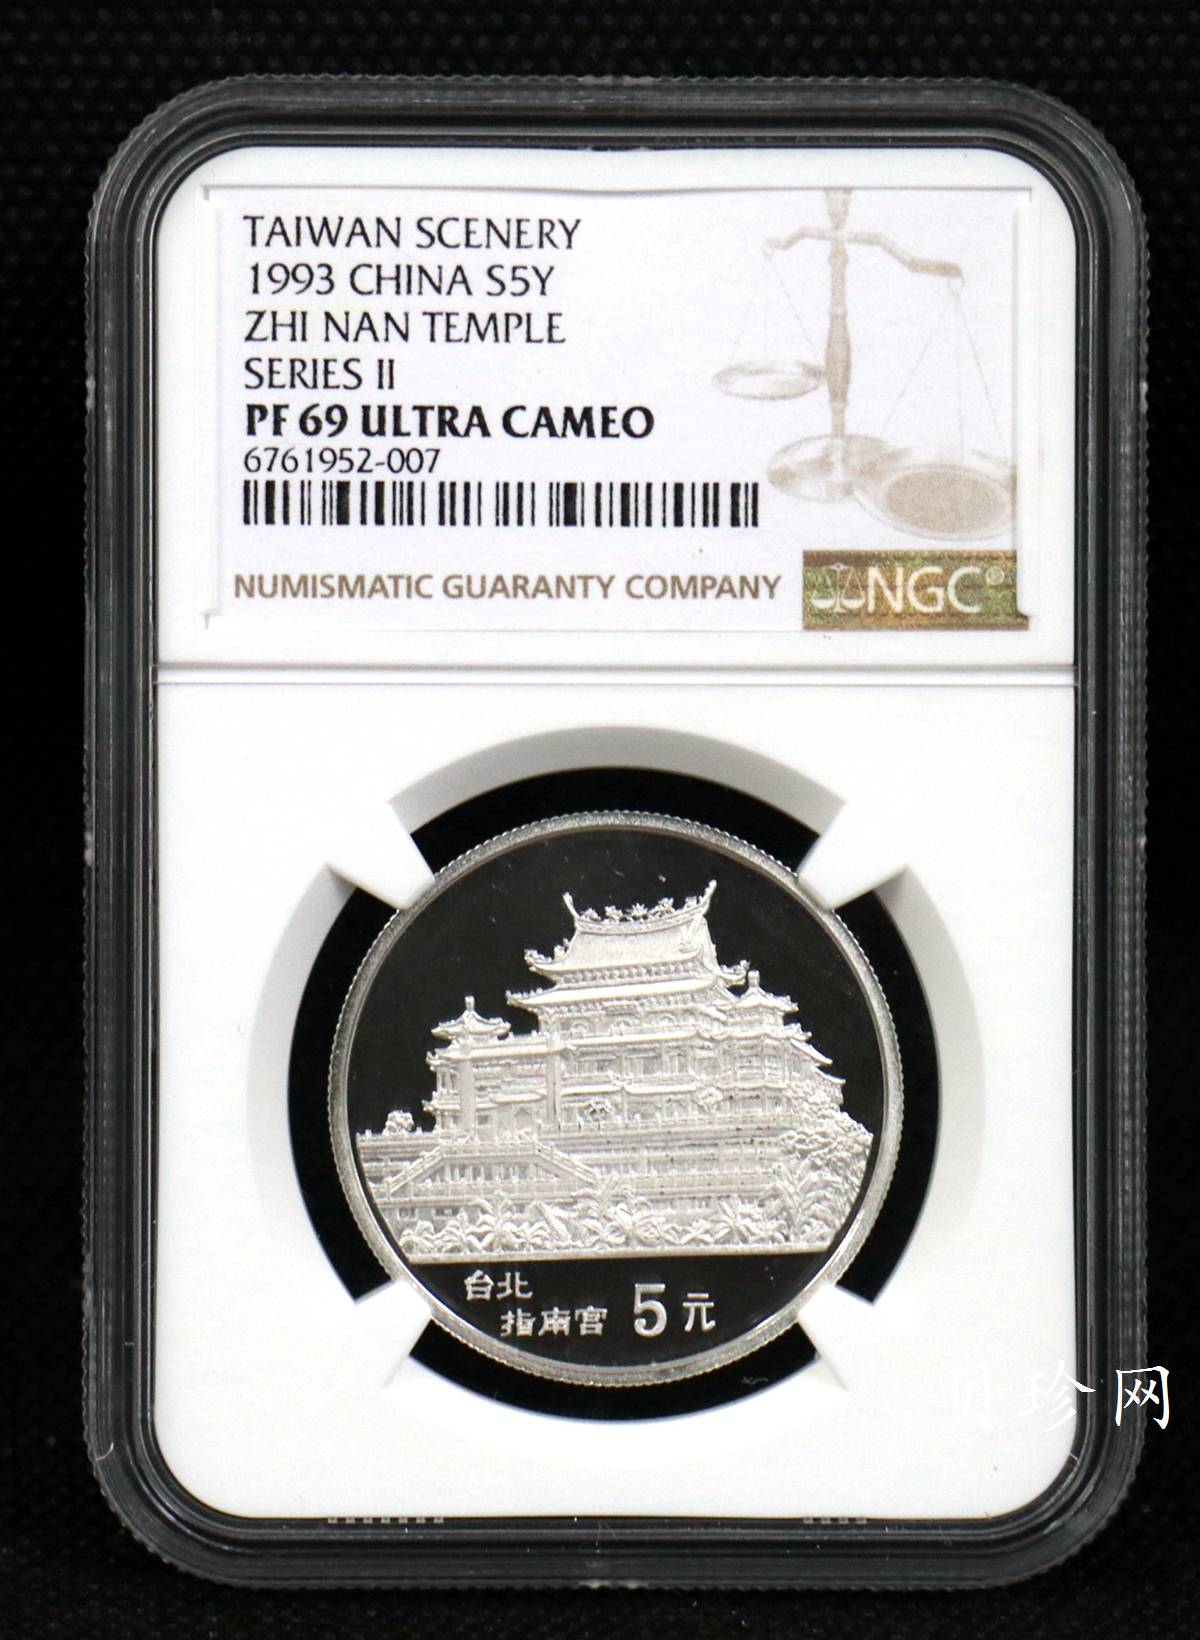 TAIWAN SCENERY
1993 CHINA S5Y
ZHI NAN TEMPLE
SERIES II
PF 69 ULTRA CAMEO
6761952-007
NUMISMATIC GUARANTY COMPANY
NGC®
台北
指南宫 5元
贝珍网